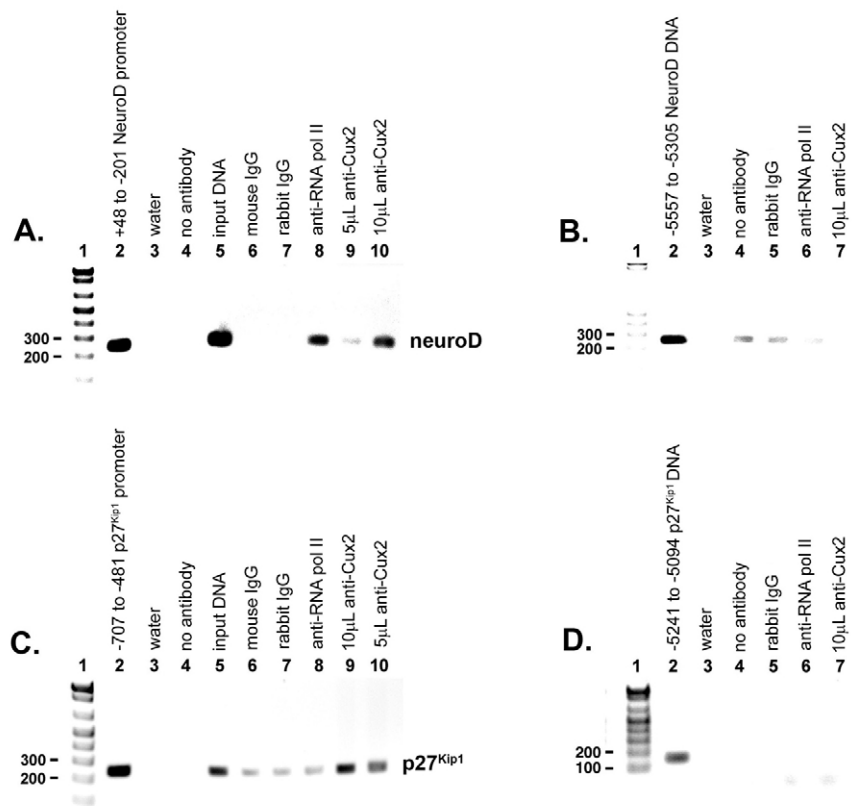 A.
+48 to -201 NeuroD promoter
water
no antibody
input DNA
mouse IgG
rabbit IgG
anti-RNA pol II
5µL anti-Cux2
10µL anti-Cux2
1 2 3 4 5 6 7 8 9 10
300
200
neuroD
B.
-5557 to -5305 NeuroD DNA
water
no antibody
rabbit IgG
anti-RNA pol II
10µL anti-Cux2
1 2 3 4 5 6 7
300
200
C.
-707 to -481 p27Kip1 promoter
water
no antibody
input DNA
mouse IgG
rabbit IgG
anti-RNA pol II
10µL anti-Cux2
5µL anti-Cux2
1 2 3 4 5 6 7 8 9 10
300
200
p27Kip1
D.
-5241 to -5094 p27Kip1 DNA
water
no antibody
rabbit IgG
anti-RNA pol II
10µL anti-Cux2
1 2 3 4 5 6 7
200
100